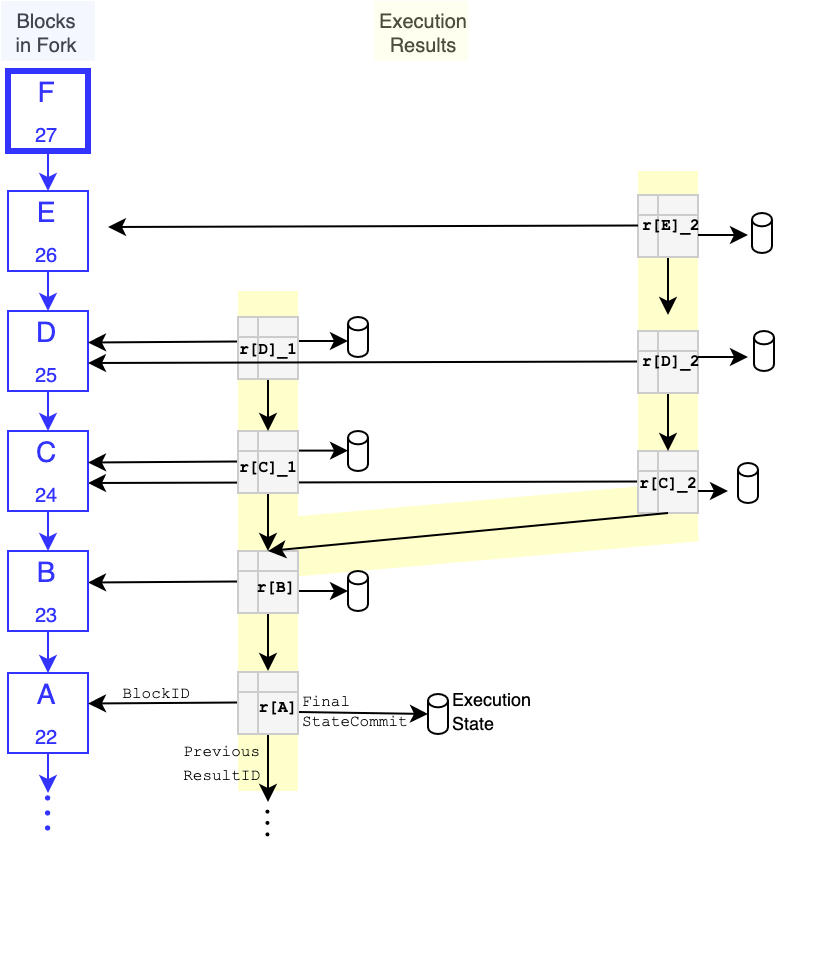 Blocks
in Fork
Execution
Results
F
27
E
26
r[E]_2
D
25
r[D]_1
r[D]_2
C
24
r[C]_1
r[C]_2
B
23
r[B]
A
22
BlockID
r[A]
Final
StateCommit
Execution
State
Previous
ResultID